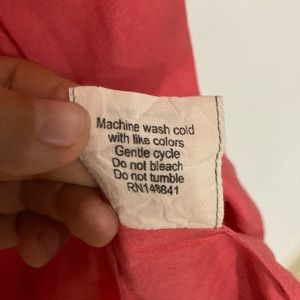 Machine wash cold
with like colors
Gentle cycle
Do not bleach
Do not tumble
RN148841